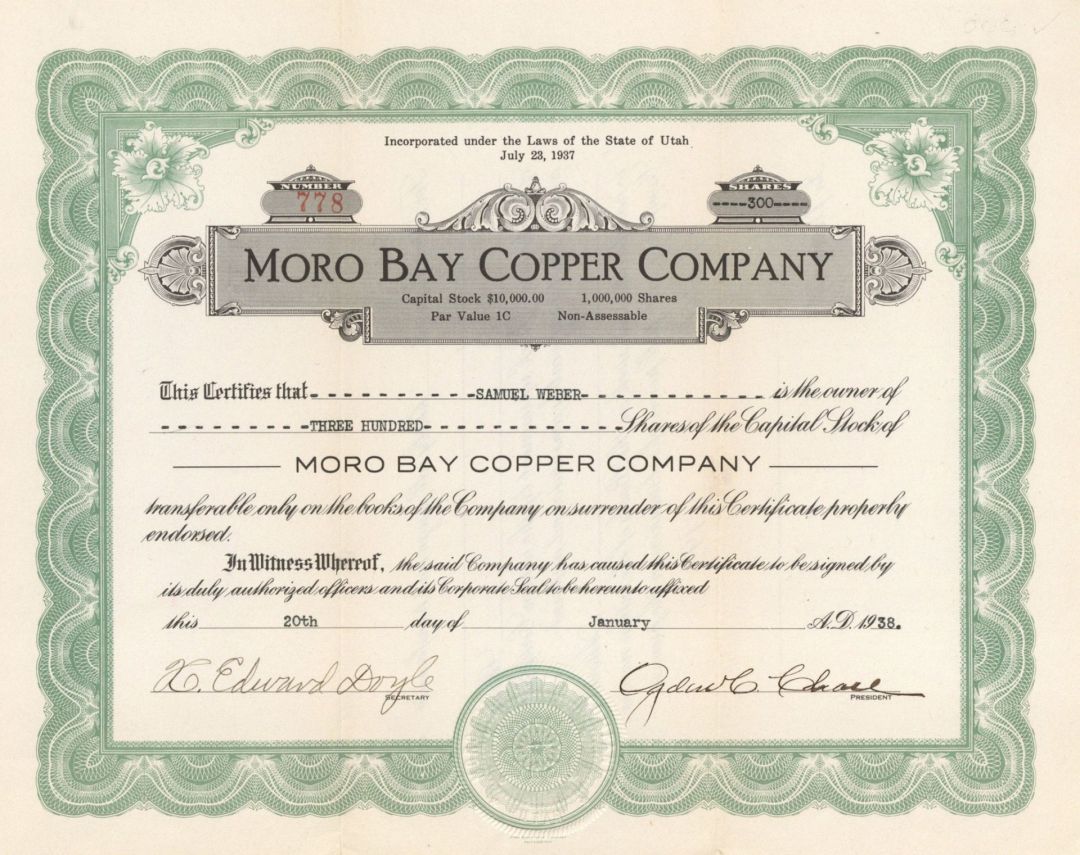 Incorporated under the Laws of the State of Utah
July 23, 1937
NUMBER
778
SHARES
----300----
MORO BAY COPPER COMPANY
Capital Stock $10,000.00 1,000,000 Shares
Par Value 1C Non-Assessable
This Certifies that - - - - - - - - - - - -SAMUEL WEBER- - - - - - - - - - - - - is the owner of
- - - - - - - - - - -THREE HUNDRED- - - - - - - - - - - - - Shares of the Capital Stock of
MORO BAY COPPER COMPANY
transferable only on the books of the Company on surrender of this Certificate properly
endorsed.
In Witness Whereof, the said Company has caused this Certificate to be signed by
its duly authorized officers and its Corporate Seal to be hereunto affixed
this 20th day of January A.D. 1938.
Edward Doyle
SECRETARY
Ogden C. Chase
PRESIDENT